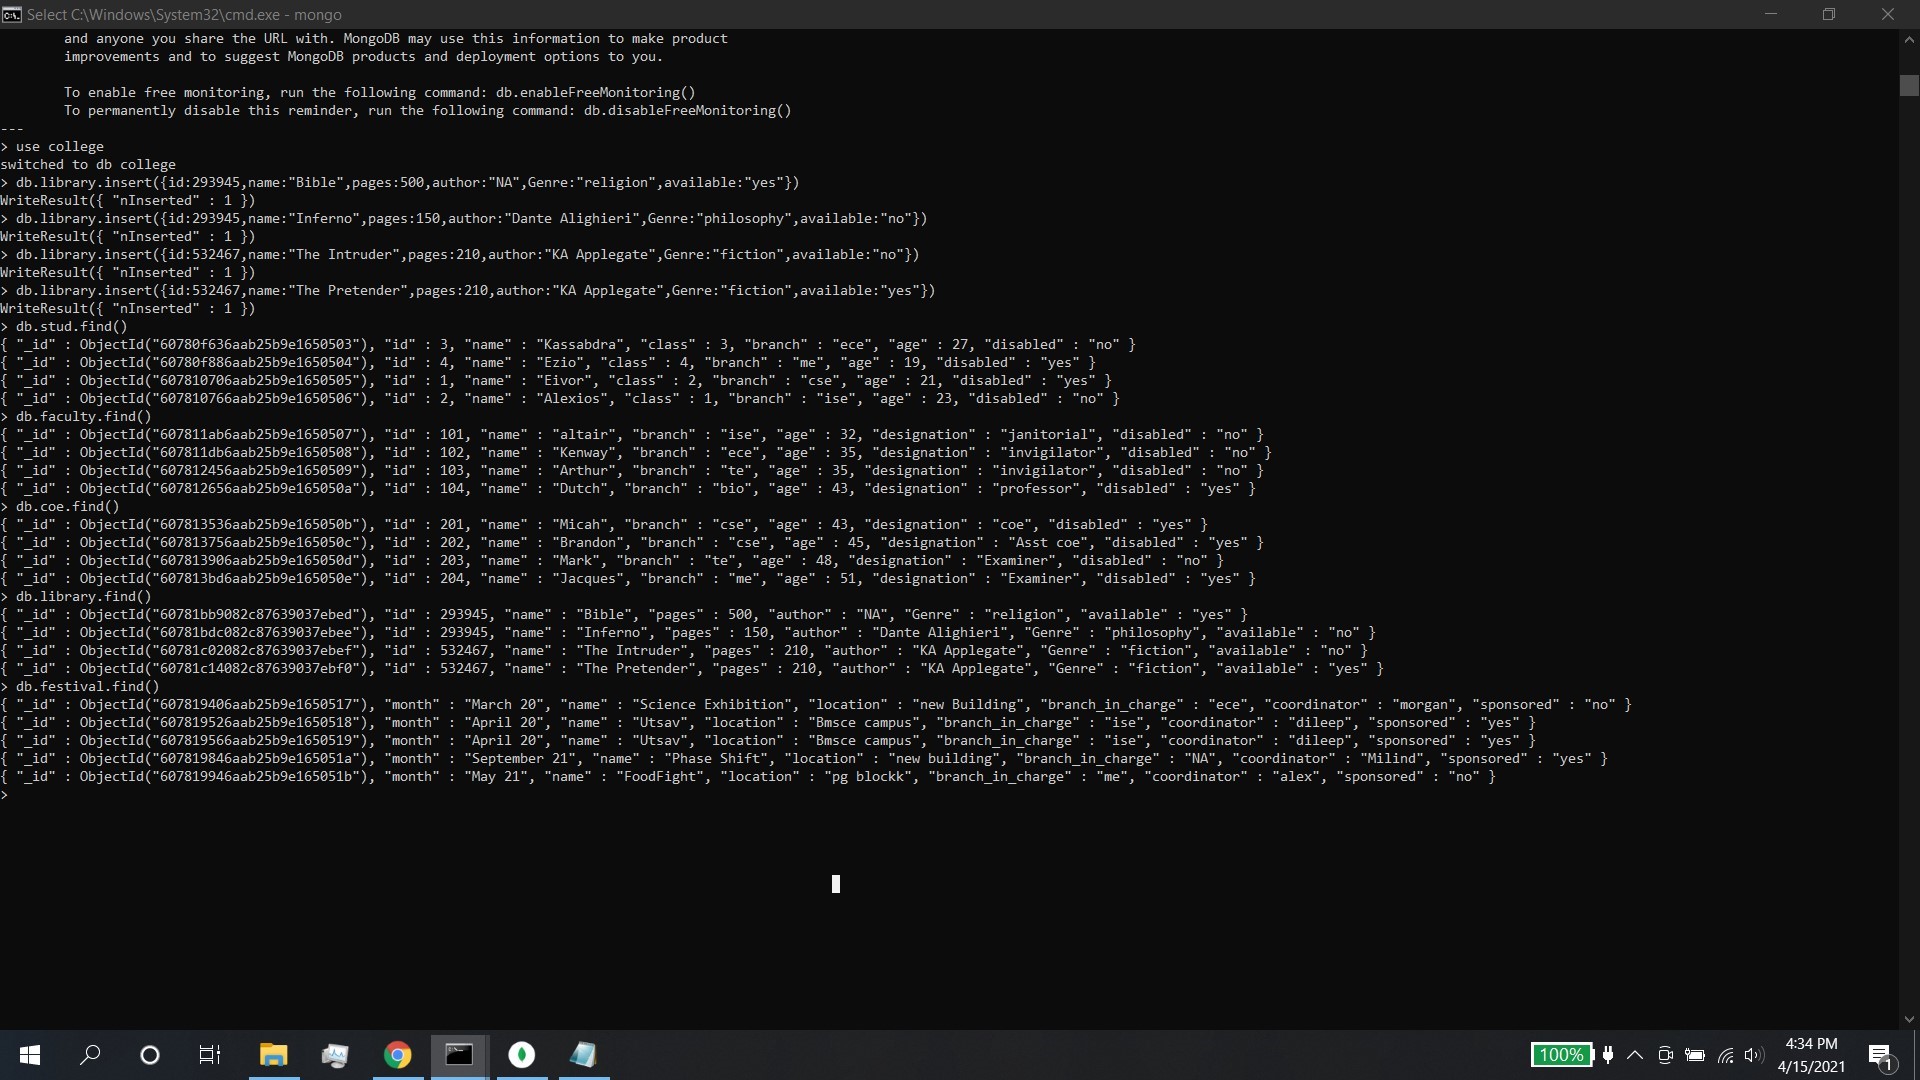 Select C:\Windows\System32\cmd.exe - mongo
and anyone you share the URL with. MongoDB may use this information to make product
improvements and to suggest MongoDB products and deployment options to you.
To enable free monitoring, run the following command: db.enableFreeMonitoring()
To permanently disable this reminder, run the following command: db.disableFreeMonitoring()
---
> use college
switched to db college
> db.library.insert({id:293945,name:"Bible",pages:500,author:"NA",Genre:"religion",available:"yes"})
WriteResult({ "nInserted" : 1 })
> db.library.insert({id:293945,name:"Inferno",pages:150,author:"Dante Alighieri",Genre:"philosophy",available:"no"})
WriteResult({ "nInserted" : 1 })
> db.library.insert({id:532467,name:"The Intruder",pages:210,author:"KA Applegate",Genre:"fiction",available:"no"})
WriteResult({ "nInserted" : 1 })
> db.library.insert({id:532467,name:"The Pretender",pages:210,author:"KA Applegate",Genre:"fiction",available:"yes"})
WriteResult({ "nInserted" : 1 })
> db.stud.find()
{ "_id" : ObjectId("60780f636aab25b9e1650503"), "id" : 3, "name" : "Kassabdra", "class" : 3, "branch" : "ece", "age" : 27, "disabled" : "no" }
{ "_id" : ObjectId("60780f886aab25b9e1650504"), "id" : 4, "name" : "Ezio", "class" : 4, "branch" : "me", "age" : 19, "disabled" : "yes" }
{ "_id" : ObjectId("607810706aab25b9e1650505"), "id" : 1, "name" : "Eivor", "class" : 2, "branch" : "cse", "age" : 21, "disabled" : "yes" }
{ "_id" : ObjectId("607810766aab25b9e1650506"), "id" : 2, "name" : "Alexios", "class" : 1, "branch" : "ise", "age" : 23, "disabled" : "no" }
> db.faculty.find()
{ "_id" : ObjectId("607811ab6aab25b9e1650507"), "id" : 101, "name" : "altair", "branch" : "ise", "age" : 32, "designation" : "janitorial", "disabled" : "no" }
{ "_id" : ObjectId("607811db6aab25b9e1650508"), "id" : 102, "name" : "Kenway", "branch" : "ece", "age" : 35, "designation" : "invigilator", "disabled" : "no" }
{ "_id" : ObjectId("607812456aab25b9e1650509"), "id" : 103, "name" : "Arthur", "branch" : "te", "age" : 35, "designation" : "invigilator", "disabled" : "no" }
{ "_id" : ObjectId("607812656aab25b9e165050a"), "id" : 104, "name" : "Dutch", "branch" : "bio", "age" : 43, "designation" : "professor", "disabled" : "yes" }
> db.coe.find()
{ "_id" : ObjectId("607813536aab25b9e165050b"), "id" : 201, "name" : "Micah", "branch" : "cse", "age" : 43, "designation" : "coe", "disabled" : "yes" }
{ "_id" : ObjectId("607813756aab25b9e165050c"), "id" : 202, "name" : "Brandon", "branch" : "cse", "age" : 45, "designation" : "Asst coe", "disabled" : "yes" }
{ "_id" : ObjectId("607813906aab25b9e165050d"), "id" : 203, "name" : "Mark", "branch" : "te", "age" : 48, "designation" : "Examiner", "disabled" : "no" }
{ "_id" : ObjectId("607813bd6aab25b9e165050e"), "id" : 204, "name" : "Jacques", "branch" : "me", "age" : 51, "designation" : "Examiner", "disabled" : "yes" }
> db.library.find()
{ "_id" : ObjectId("60781bb9082c87639037ebed"), "id" : 293945, "name" : "Bible", "pages" : 500, "author" : "NA", "Genre" : "religion", "available" : "yes" }
{ "_id" : ObjectId("60781bdc082c87639037ebee"), "id" : 293945, "name" : "Inferno", "pages" : 150, "author" : "Dante Alighieri", "Genre" : "philosophy", "available" : "no" }
{ "_id" : ObjectId("60781c02082c87639037ebef"), "id" : 532467, "name" : "The Intruder", "pages" : 210, "author" : "KA Applegate", "Genre" : "fiction", "available" : "no" }
{ "_id" : ObjectId("60781c14082c87639037ebf0"), "id" : 532467, "name" : "The Pretender", "pages" : 210, "author" : "KA Applegate", "Genre" : "fiction", "available" : "yes" }
> db.festival.find()
{ "_id" : ObjectId("607819406aab25b9e1650517"), "month" : "March 20", "name" : "Science Exhibition", "location" : "new Building", "branch_in_charge" : "ece", "coordinator" : "morgan", "sponsored" : "no" }
{ "_id" : ObjectId("607819526aab25b9e1650518"), "month" : "April 20", "name" : "Utsav", "location" : "Bmsce campus", "branch_in_charge" : "ise", "coordinator" : "dileep", "sponsored" : "yes" }
{ "_id" : ObjectId("607819566aab25b9e1650519"), "month" : "April 20", "name" : "Utsav", "location" : "Bmsce campus", "branch_in_charge" : "ise", "coordinator" : "dileep", "sponsored" : "yes" }
{ "_id" : ObjectId("607819846aab25b9e165051a"), "month" : "September 21", "name" : "Phase Shift", "location" : "new building", "branch_in_charge" : "NA", "coordinator" : "Milind", "sponsored" : "yes" }
{ "_id" : ObjectId("607819946aab25b9e165051b"), "month" : "May 21", "name" : "FoodFight", "location" : "pg blockk", "branch_in_charge" : "me", "coordinator" : "alex", "sponsored" : "no" }
>
100%
4:34 PM
4/15/2021
1